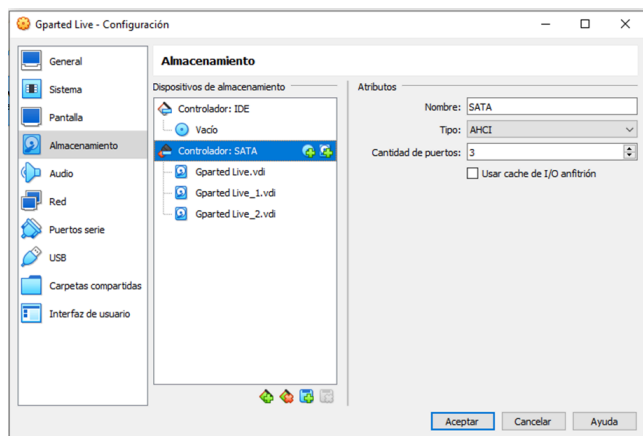 Gparted Live - Configuración
General
Sistema
Pantalla
Almacenamiento
Audio
Red
Puertos serie
USB
Carpetas compartidas
Interfaz de usuario
Almacenamiento
Dispositivos de almacenamiento
Controlador: IDE
Vacío
Controlador: SATA
Gparted Live.vdi
Gparted Live_1.vdi
Gparted Live_2.vdi
Atributos
Nombre: SATA
Tipo: AHCI
Cantidad de puertos: 3
Usar cache de I/O anfitrión
Aceptar Cancelar Ayuda